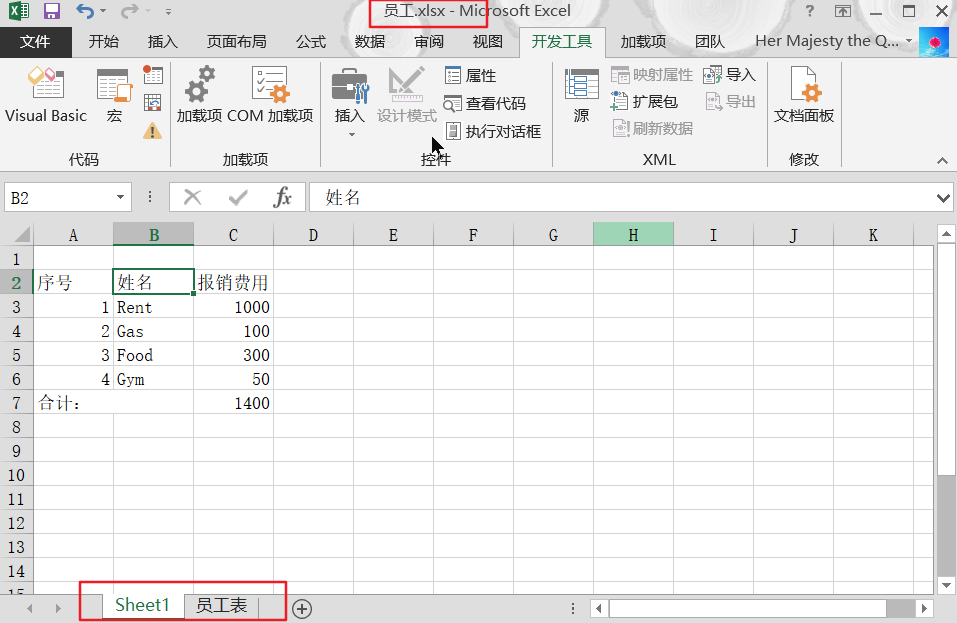 员工.xlsx - Microsoft Excel ?
文件 开始 插入 页面布局 公式 数据 审阅 视图 开发工具 加载项 团队 Her Majesty the Q...
属性 映射属性 导入
查看代码 扩展包 导出
Visual Basic 宏 加载项 COM 加载项 插入 设计模式 执行对话框 源 刷新数据 文档面板
代码 加载项 控件 XML 修改
B2 fx 姓名
A B C D E F G H I J K
1
2 序号 姓名 报销费用
3 1 Rent 1000
4 2 Gas 100
5 3 Food 300
6 4 Gym 50
7 合计: 1400
8
9
10
11
12
13
14
15
Sheet1 员工表